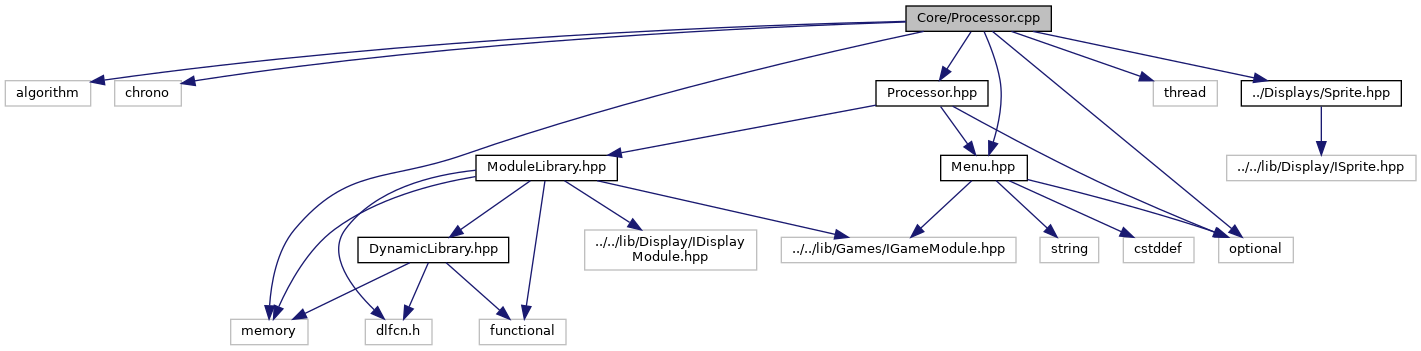 Core/Processor.cpp
algorithm
chrono
Processor.hpp
thread
../Displays/Sprite.hpp
ModuleLibrary.hpp
Menu.hpp
../../lib/Display/ISprite.hpp
DynamicLibrary.hpp
../../lib/Display/IDisplay
Module.hpp
../../lib/Games/IGameModule.hpp
string
cstddef
optional
memory
dlfcn.h
functional